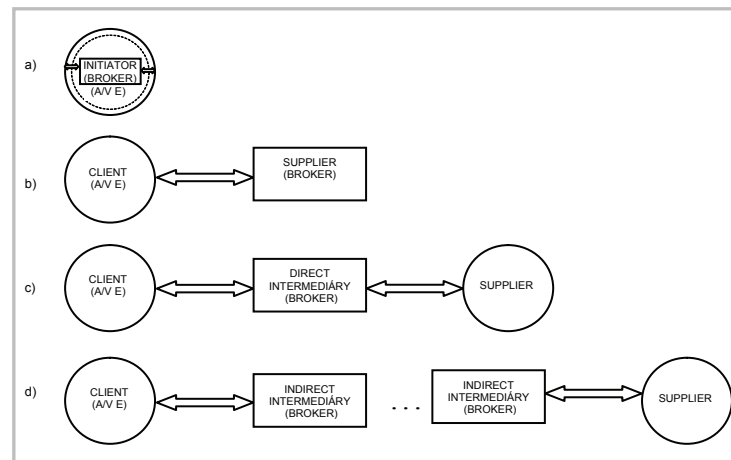 a)
INITIATOR
(BROKER)
(A/V E)
b)
CLIENT
(A/V E)
SUPPLIER
(BROKER)
c)
CLIENT
(A/V E)
DIRECT
INTERMEDIÁRY
(BROKER)
SUPPLIER
d)
CLIENT
(A/V E)
INDIRECT
INTERMEDIÁRY
(BROKER)
. . .
INDIRECT
INTERMEDIÁRY
(BROKER)
SUPPLIER